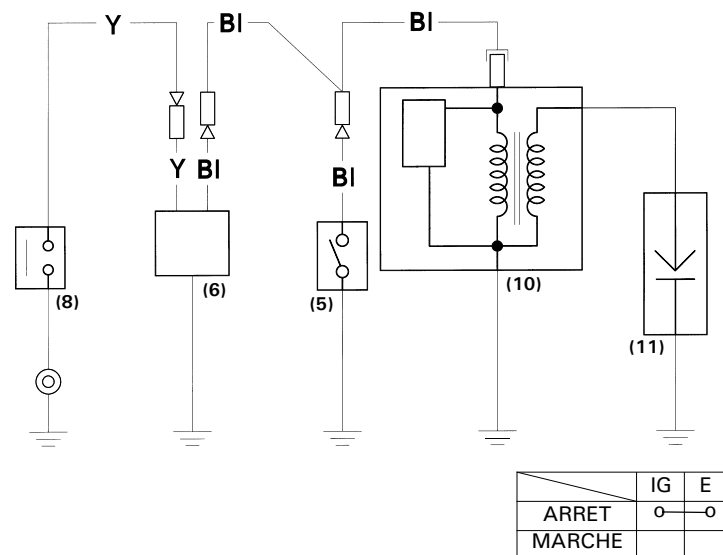 Y Bl Bl
Y Bl
Bl
(8) (6) (5) (10)
(11)
IG E
ARRET
MARCHE